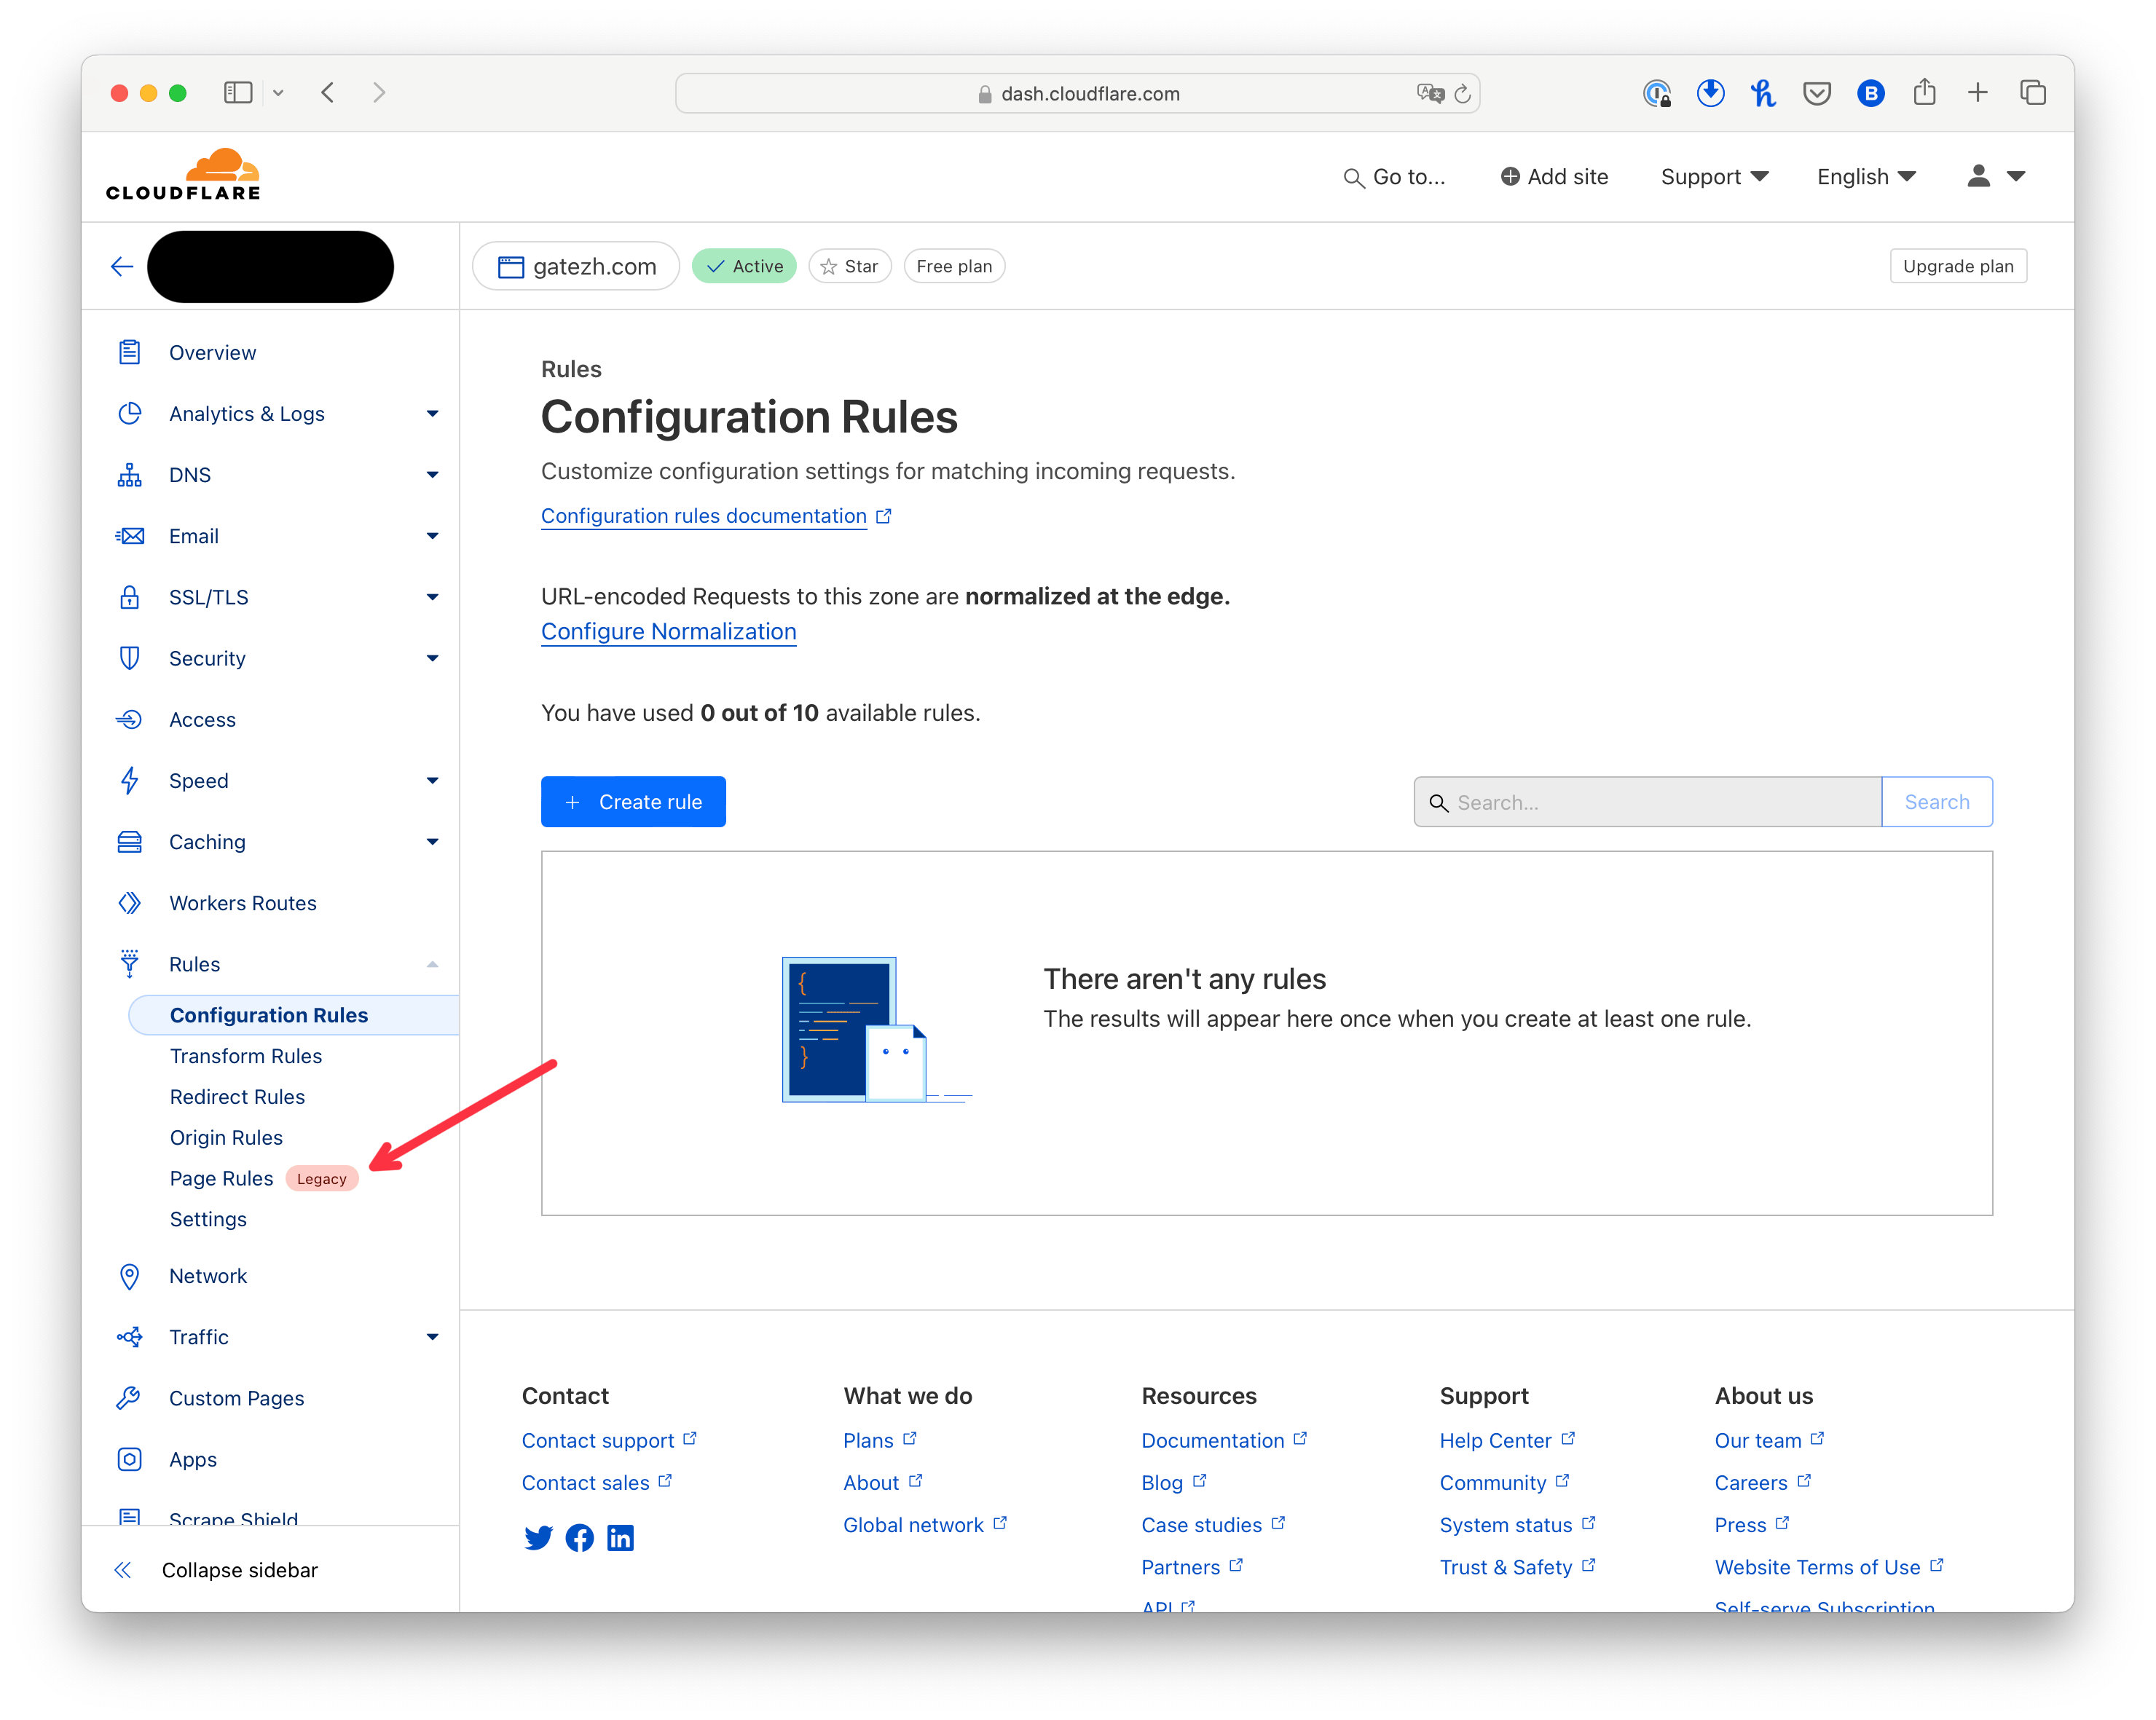 dash.cloudflare.com
CLOUDFLARE
Go to...
Add site
Support
English
gatezh.com
Active
Star
Free plan
Upgrade plan
Overview
Analytics & Logs
DNS
Email
SSL/TLS
Security
Access
Speed
Caching
Workers Routes
Rules
Configuration Rules
Transform Rules
Redirect Rules
Origin Rules
Page Rules Legacy
Settings
Network
Traffic
Custom Pages
Apps
Scrape Shield
Collapse sidebar
Rules
Configuration Rules
Customize configuration settings for matching incoming requests.
Configuration rules documentation
URL-encoded Requests to this zone are normalized at the edge.
Configure Normalization
You have used 0 out of 10 available rules.
+ Create rule
Search...
Search
There aren't any rules
The results will appear here once when you create at least one rule.
Contact
Contact support
Contact sales
What we do
Plans
About
Global network
Resources
Documentation
Blog
Case studies
Partners
API
Support
Help Center
Community
System status
Trust & Safety
About us
Our team
Careers
Press
Website Terms of Use
Self-serve Subscription